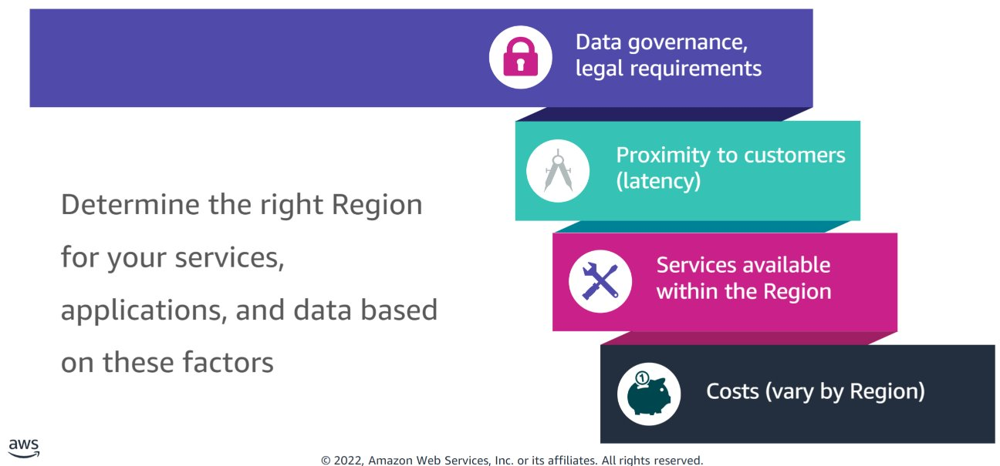 Data governance,
legal requirements
Proximity to customers
(latency)
Determine the right Region
for your services,
applications, and data based
on these factors
Services available
within the Region
1
Costs (vary by Region)
aws
© 2022, Amazon Web Services, Inc. or its affiliates. All rights reserved.